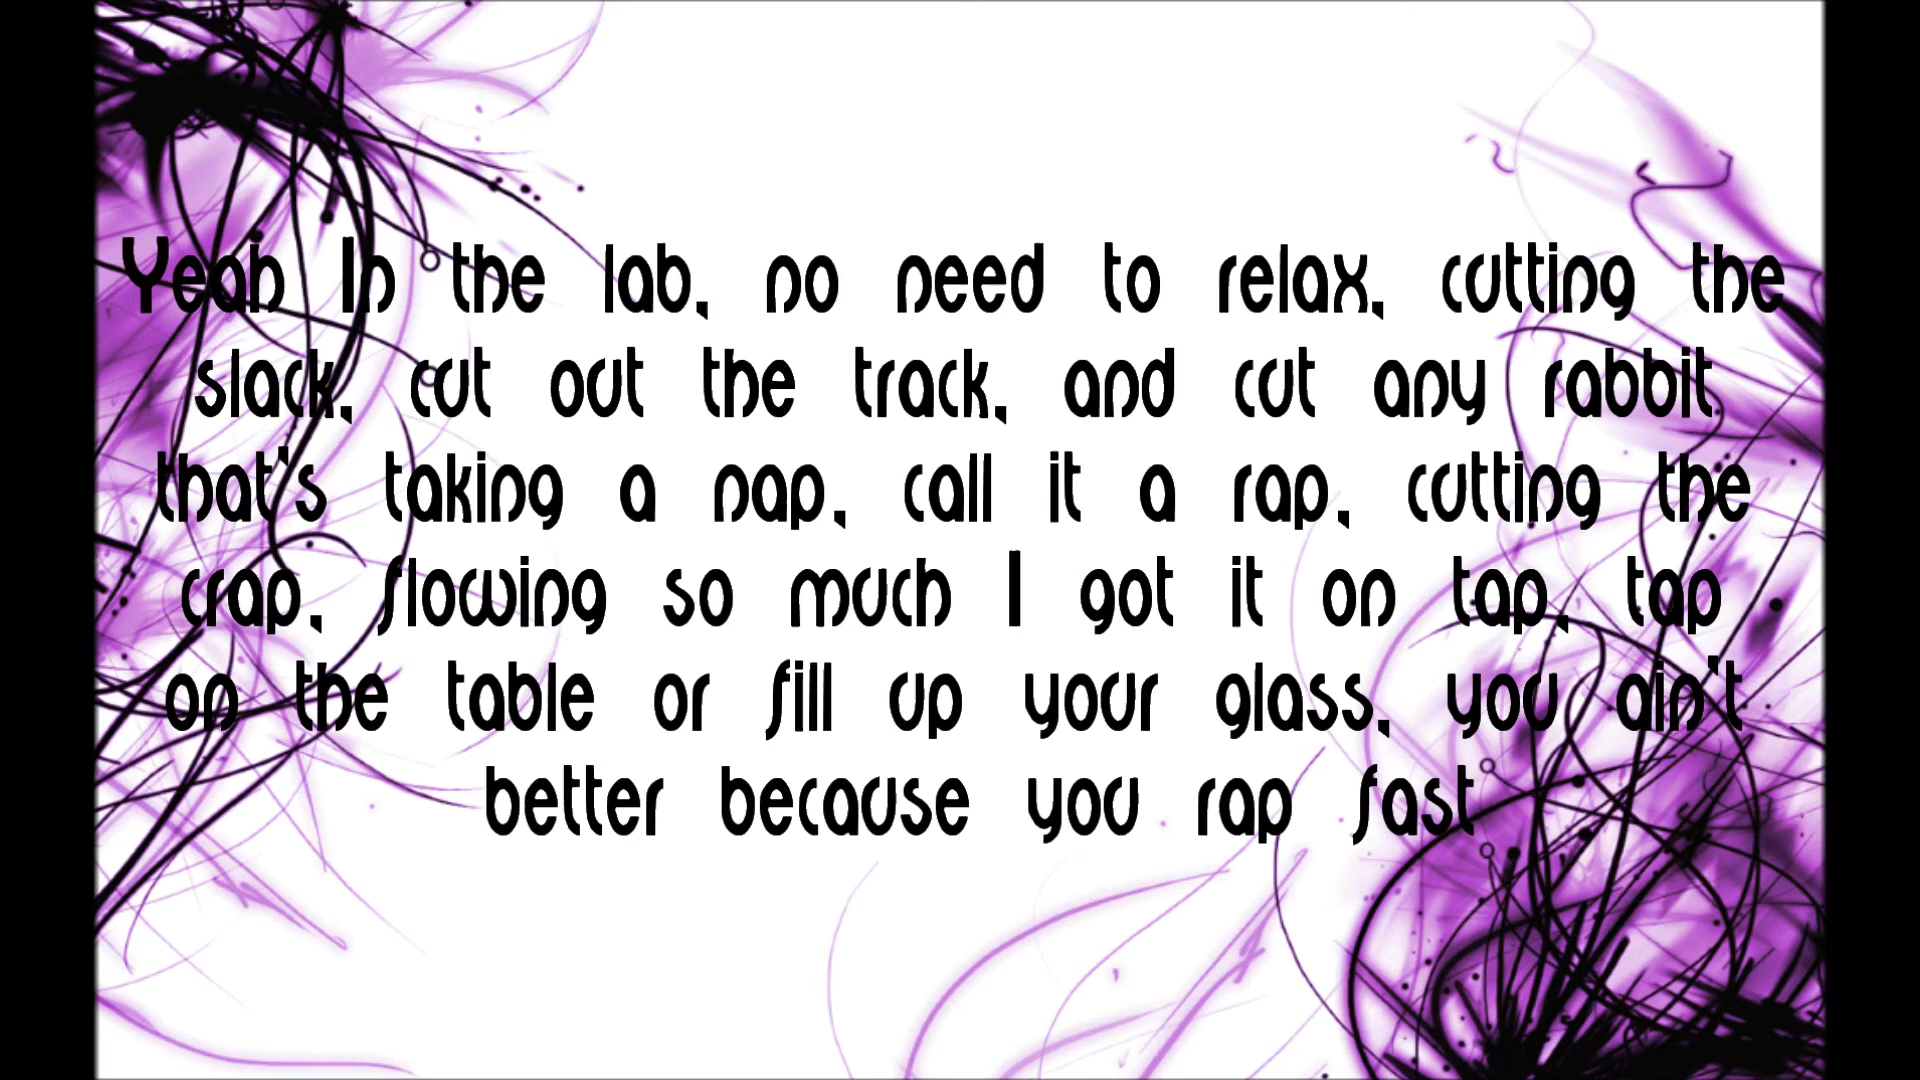 Yeah In the lab, no need to relax, cutting the
slack, cut out the track, and cut any rabbit
that's taking a nap, call it a rap, cutting the
crap, flowing so much I got it on tap, tap
on the table or fill up your glass, you ain't
better because you rap fast